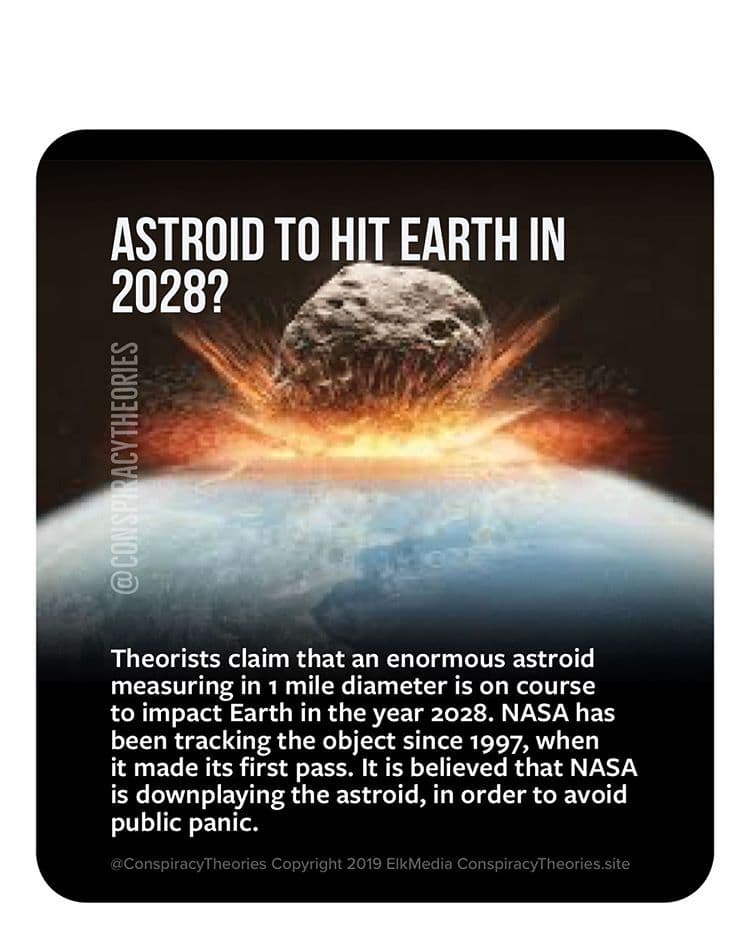 ASTROID TO HIT EARTH IN
2028?
@CONSPIRACYTHEORIES
Theorists claim that an enormous astroid
measuring in 1 mile diameter is on course
to impact Earth in the year 2028. NASA has
been tracking the object since 1997, when
it made its first pass. It is believed that NASA
is downplaying the astroid, in order to avoid
public panic.
@ConspiracyTheories Copyright 2019 ElkMedia ConspiracyTheories.site